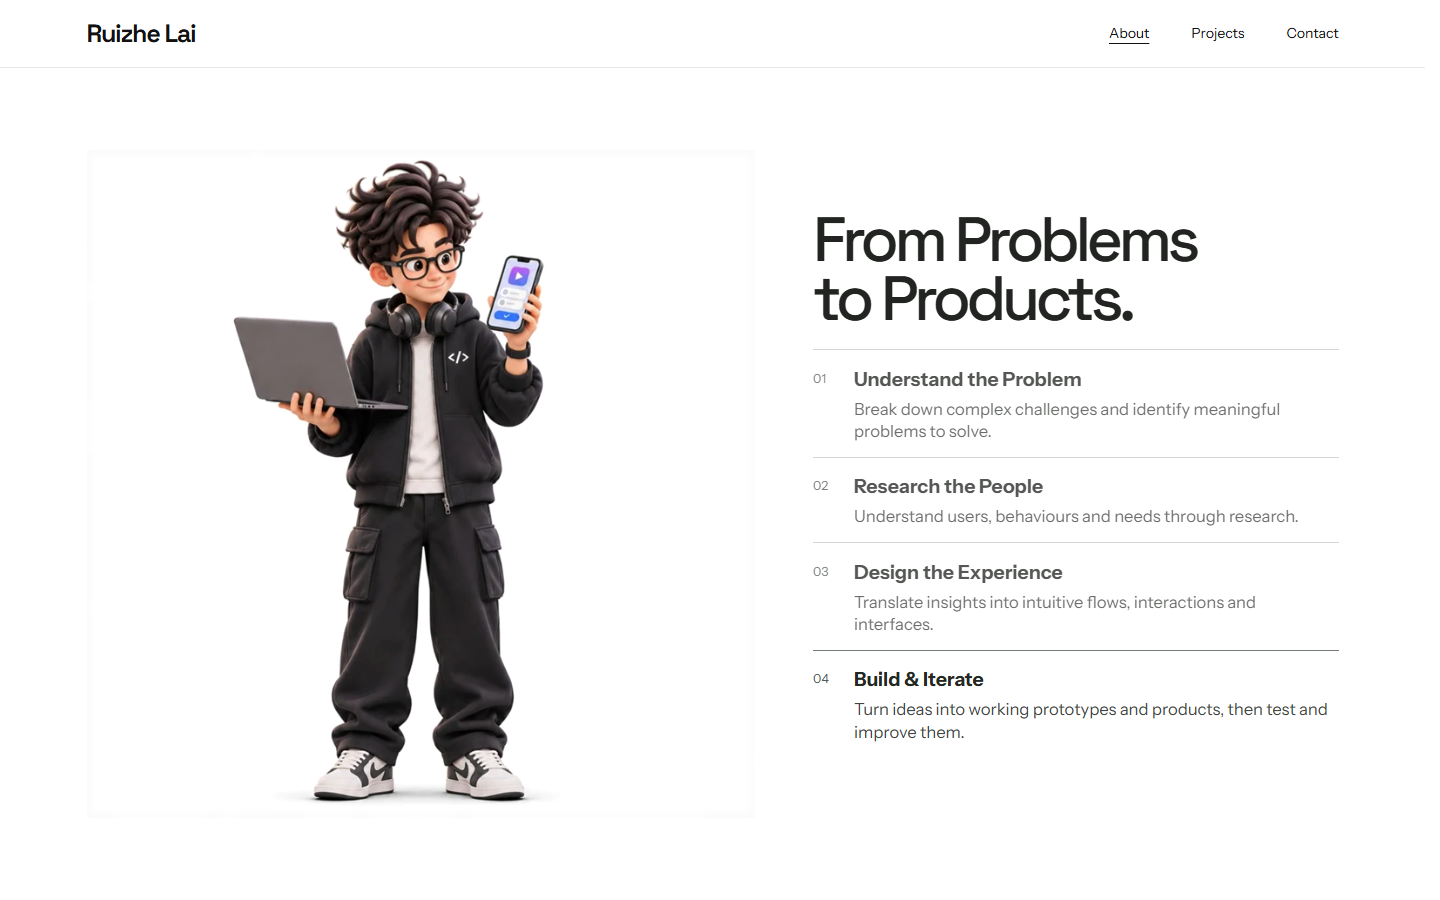 Ruizhe Lai
About
Projects
Contact
</>
From Problems
to Products.
01
Understand the Problem
Break down complex challenges and identify meaningful
problems to solve.
02
Research the People
Understand users, behaviours and needs through research.
03
Design the Experience
Translate insights into intuitive flows, interactions and
interfaces.
04
Build & Iterate
Turn ideas into working prototypes and products, then test and
improve them.